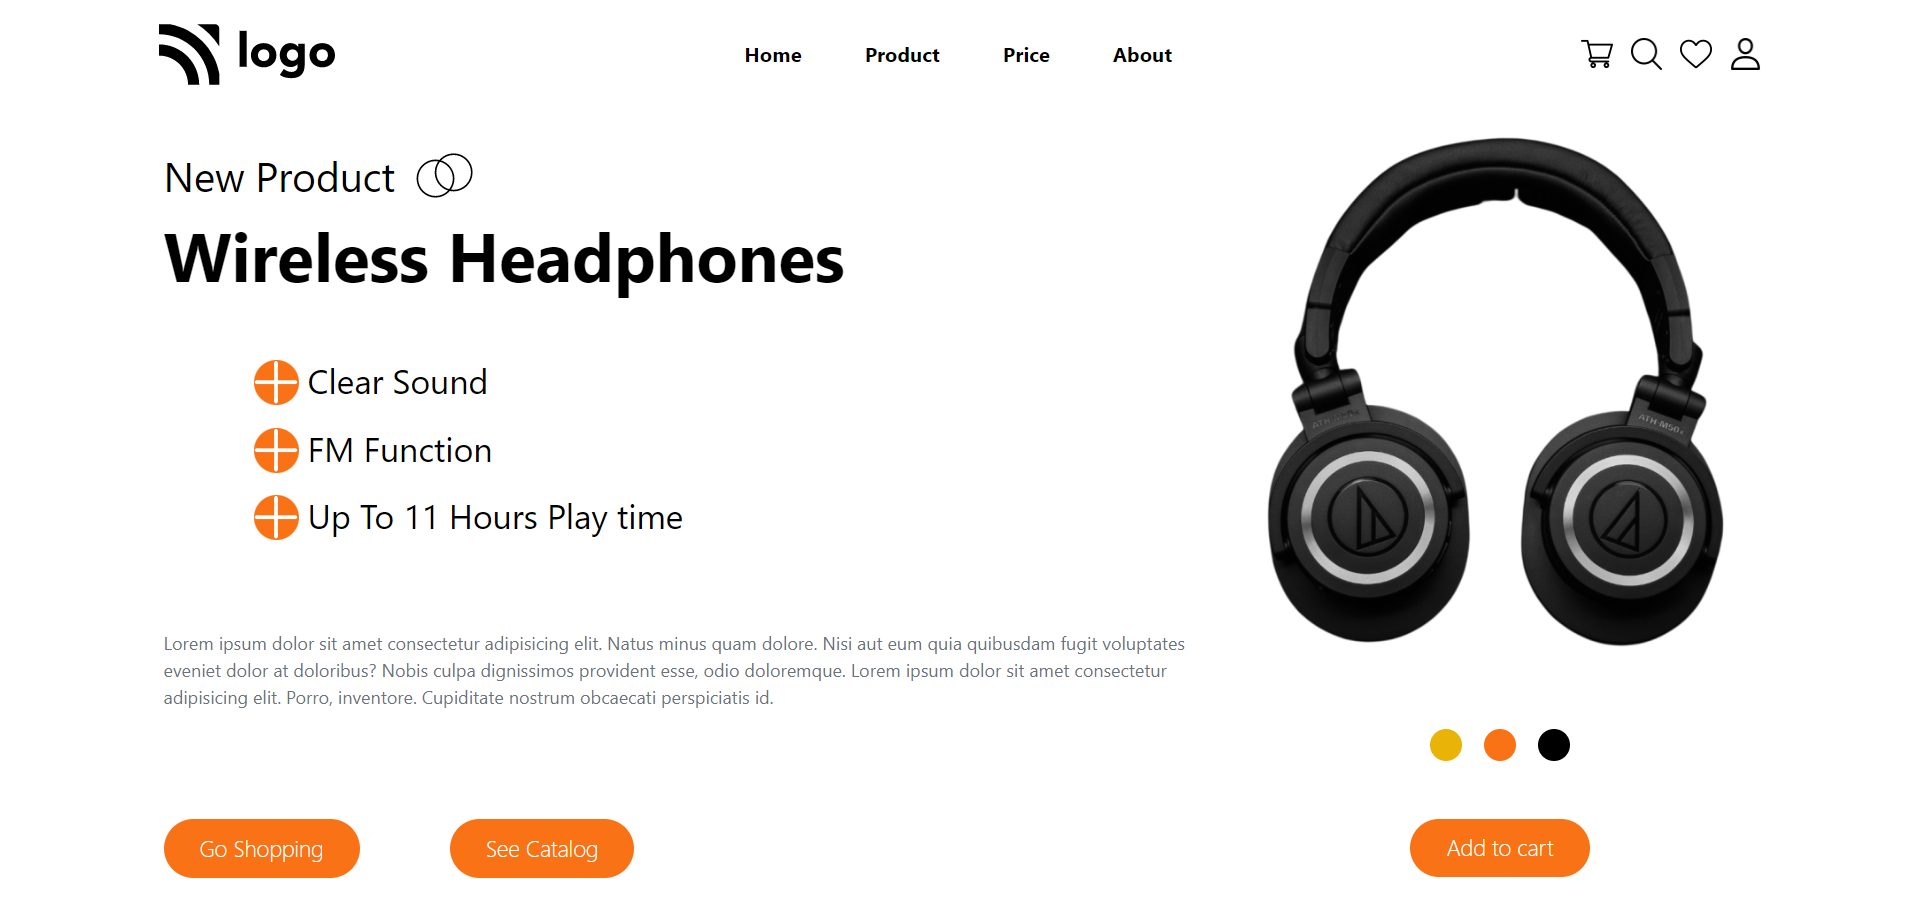 logo
Home Product Price About
New Product
Wireless Headphones
Clear Sound
FM Function
Up To 11 Hours Play time
ATH-M50x
Lorem ipsum dolor sit amet consectetur adipisicing elit. Natus minus quam dolore. Nisi aut eum quia quibusdam fugit voluptates
eveniet dolor at doloribus? Nobis culpa dignissimos provident esse, odio doloremque. Lorem ipsum dolor sit amet consectetur
adipisicing elit. Porro, inventore. Cupiditate nostrum obcaecati perspiciatis id.
Go Shopping
See Catalog
Add to cart